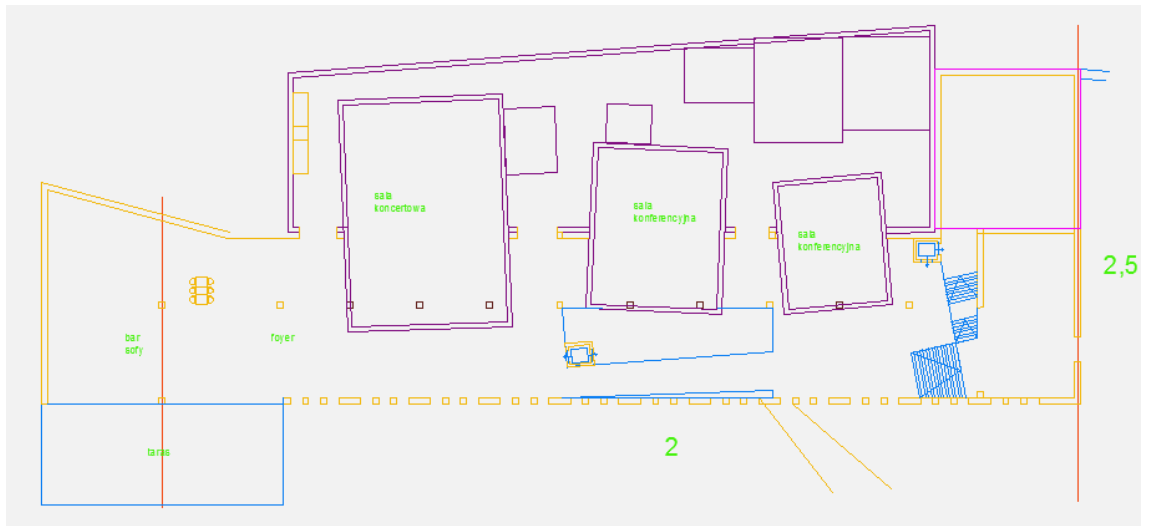 sala
koncertowa
sala
konferencyjna
sala
konferencyjna
2,5
bar
sofy
foyer
2
taras